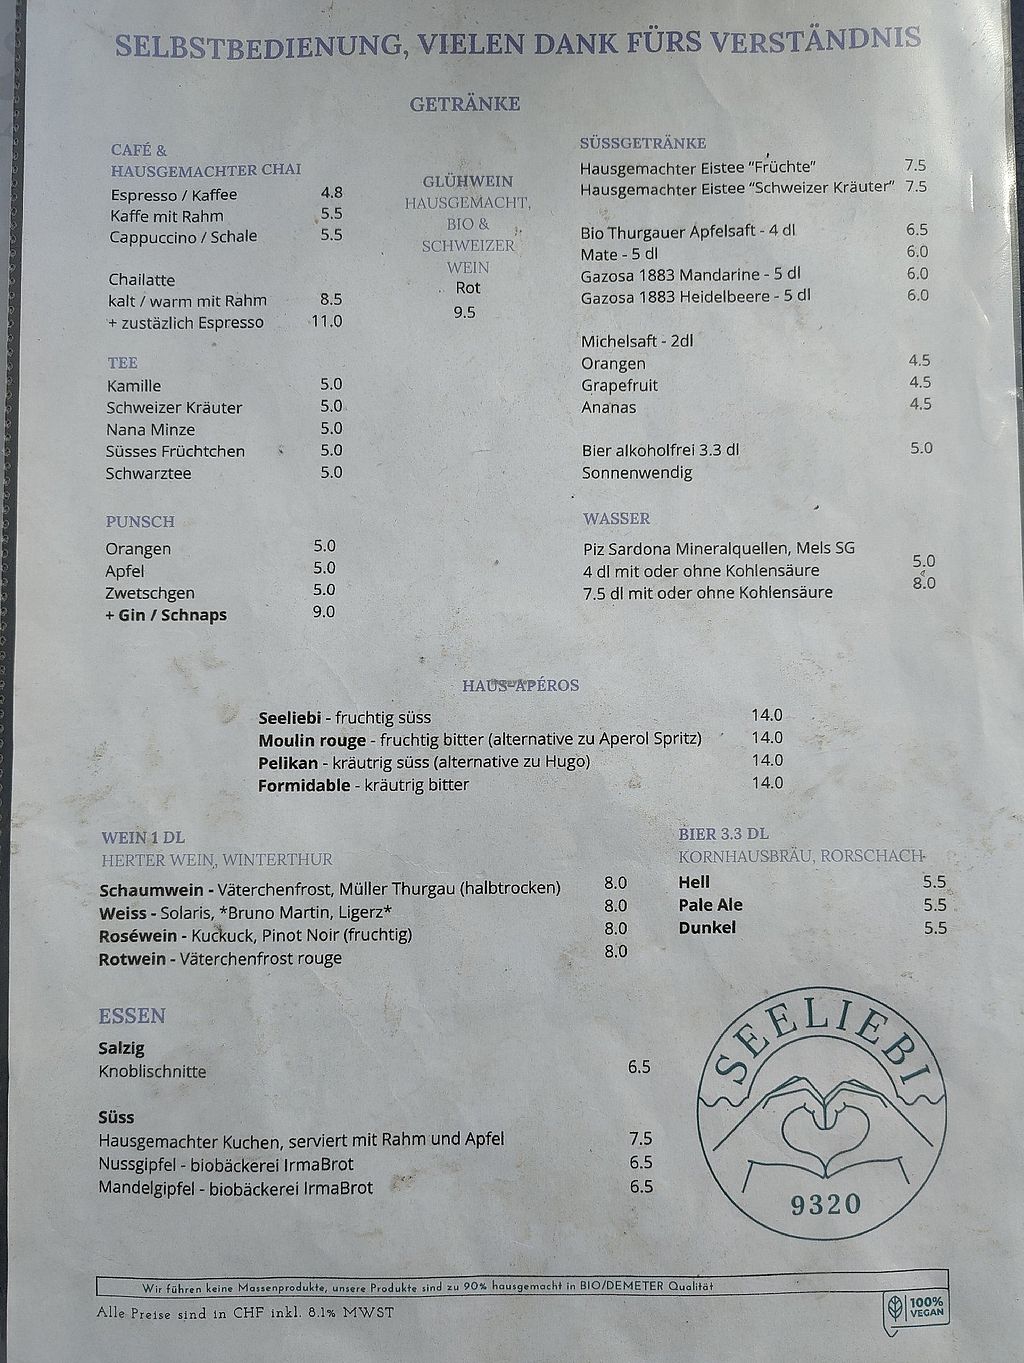 SELBSTBEDIENUNG, VIELEN DANK FÜRS VERSTÄNDNIS
GETRÄNKE
CAFÉ &
HAUSGEMACHTER CHAI
Espresso / Kaffee 4.8
Kaffe mit Rahm 5.5
Cappuccino / Schale 5.5
Chailatte
kalt / warm mit Rahm 8.5
+ zustäzlich Espresso 11.0
TEE
Kamille 5.0
Schweizer Kräuter 5.0
Nana Minze 5.0
Süsses Früchtchen 5.0
Schwarztee 5.0
PUNSCH
Orangen 5.0
Apfel 5.0
Zwetschgen 5.0
+ Gin / Schnaps 9.0
GLÜHWEIN
HAUSGEMACHT,
BIO &
SCHWEIZER
WEIN
Rot
9.5
SÜSSGETRÄNKE
Hausgemachter Eistee "Früchte" 7.5
Hausgemachter Eistee "Schweizer Kräuter" 7.5
Bio Thurgauer Apfelsaft - 4 dl 6.5
Mate - 5 dl 6.0
Gazosa 1883 Mandarine - 5 dl 6.0
Gazosa 1883 Heidelbeere - 5 dl 6.0
Michelsaft - 2dl
Orangen 4.5
Grapefruit 4.5
Ananas 4.5
Bier alkoholfrei 3.3 dl 5.0
Sonnenwendig
WASSER
Piz Sardona Mineralquellen, Mels SG
4 dl mit oder ohne Kohlensäure 5.0
7.5 dl mit oder ohne Kohlensäure 8.0
HAUS-APÉROS
Seeliebi - fruchtig süss 14.0
Moulin rouge - fruchtig bitter (alternative zu Aperol Spritz) 14.0
Pelikan - kräutrig süss (alternative zu Hugo) 14.0
Formidable - kräutrig bitter 14.0
WEIN 1 DL
HERTER WEIN, WINTERTHUR
Schaumwein - Väterchenfrost, Müller Thurgau (halbtrocken) 8.0
Weiss - Solaris, *Bruno Martin, Ligerz* 8.0
Roséwein - Kuckuck, Pinot Noir (fruchtig) 8.0
Rotwein - Väterchenfrost rouge 8.0
BIER 3.3 DL
KORNHAUSBRÄU, RORSCHACH
Hell 5.5
Pale Ale 5.5
Dunkel 5.5
ESSEN
Salzig
Knoblischnitte 6.5
Süss
Hausgemachter Kuchen, serviert mit Rahm und Apfel 7.5
Nussgipfel - biobäckerei IrmaBrot 6.5
Mandelgipfel - biobäckerei IrmaBrot 6.5
SEELIEBI
9320
Wir führen keine Massenprodukte, unsere Produkte sind zu 90% hausgemacht in BIO/DEMETER Qualität
Alle Preise sind in CHF inkl. 8.1% MWST
100%
VEGAN